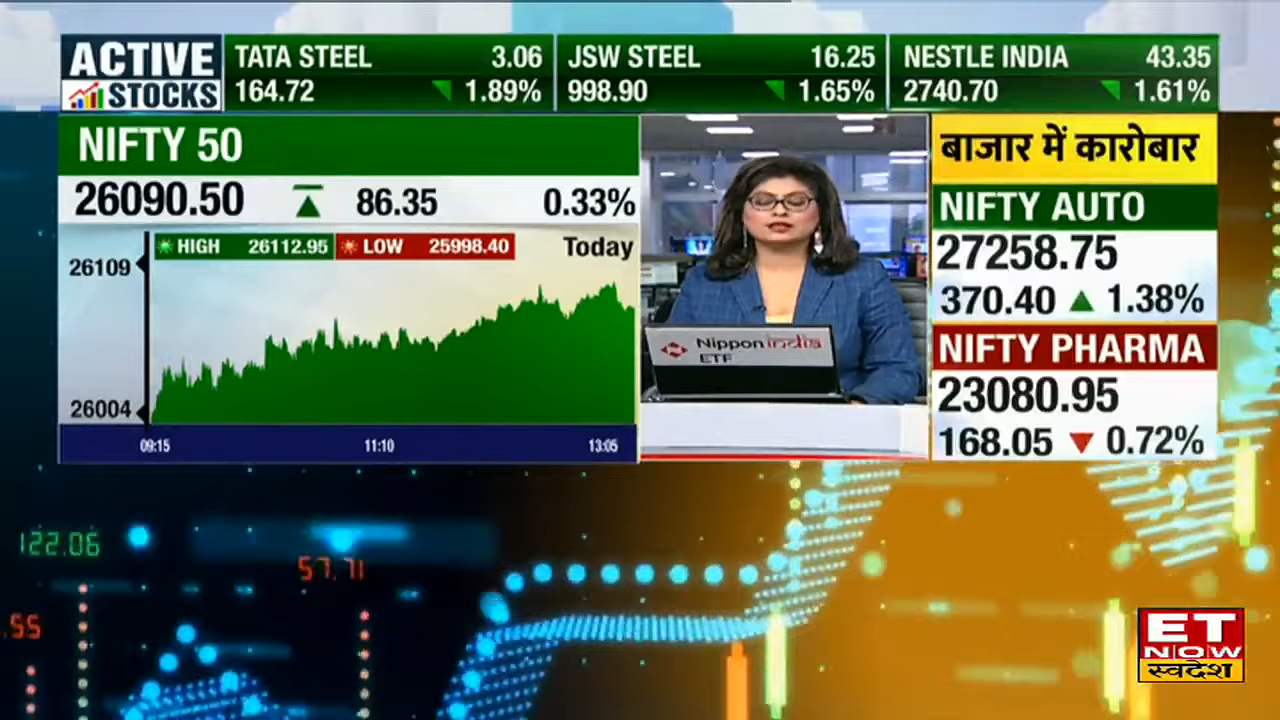 ACTIVE STOCKS
TATA STEEL 3.06
164.72 1.89%
JSW STEEL 16.25
998.90 1.65%
NESTLE INDIA 43.35
2740.70 1.61%
NIFTY 50
26090.50 86.35 0.33%
HIGH 26112.95 LOW 25998.40 Today
26109
26004
09:15 11:10 13:05
Nippon india
ETF
बाजार में कारोबार
NIFTY AUTO
27258.75
370.40 1.38%
NIFTY PHARMA
23080.95
168.05 0.72%
122.06
57.71
.55
ET
NOW
स्वदेश